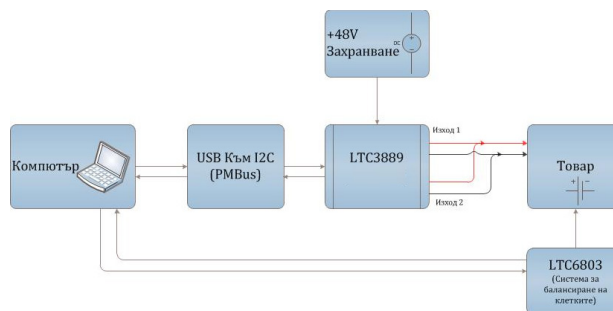 +48V
Захранване
DC
Изход 1
Компютър
USB Към I2C
(PMBus)
LTC3889
Товар
Изход 2
LTC6803
(Система за
балансиране на
клетките)